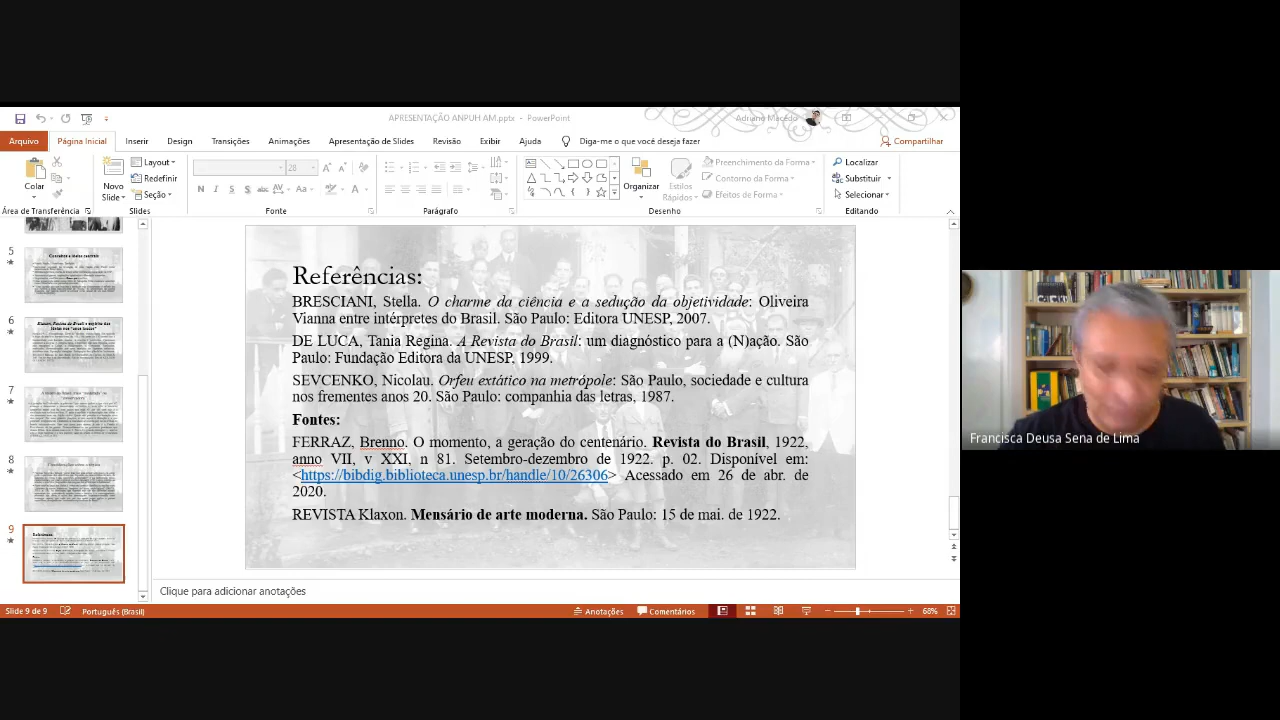 APRESENTAÇÃO ANPUH AM.pptx - PowerPoint
Adriano Macedo
Arquivo Página Inicial Inserir Design Transições Animações Apresentação de Slides Revisão Exibir Ajuda Diga-me o que você deseja fazer Compartilhar
Colar
Área de Transferência
Novo Slide
Layout
Redefinir
Seção
Slides
28
N I S S abc AV Aa A
Fonte
Parágrafo
Organizar
Estilos Rápidos
Preenchimento da Forma
Contorno da Forma
Efeitos de Forma
Desenho
Localizar
Substituir
Selecionar
Editando
5
6
7
8
9
Referências:
BRESCIANI, Stella. O charme da ciência e a sedução da objetividade: Oliveira
Vianna entre intérpretes do Brasil. São Paulo: Editora UNESP, 2007.
DE LUCA, Tania Regina. A Revista do Brasil: um diagnóstico para a (N)ação. São
Paulo: Fundação Editora da UNESP, 1999.
SEVCENKO, Nicolau. Orfeu extático na metrópole: São Paulo, sociedade e cultura
nos frementes anos 20. São Paulo: companhia das letras, 1987.
Fontes:
FERRAZ, Brenno. O momento, a geração do centenário. Revista do Brasil, 1922,
anno VII, v XXI, n 81. Setembro-dezembro de 1922. p. 02. Disponível em:
<https://bibdig.biblioteca.unesp.br/handle/10/26306> Acessado em 26 de abr. de
2020.
REVISTA Klaxon. Mensário de arte moderna. São Paulo: 15 de mai. de 1922.
Clique para adicionar anotações
Slide 9 de 9 Português (Brasil) Anotações Comentários 68%
Francisca Deusa Sena de Lima